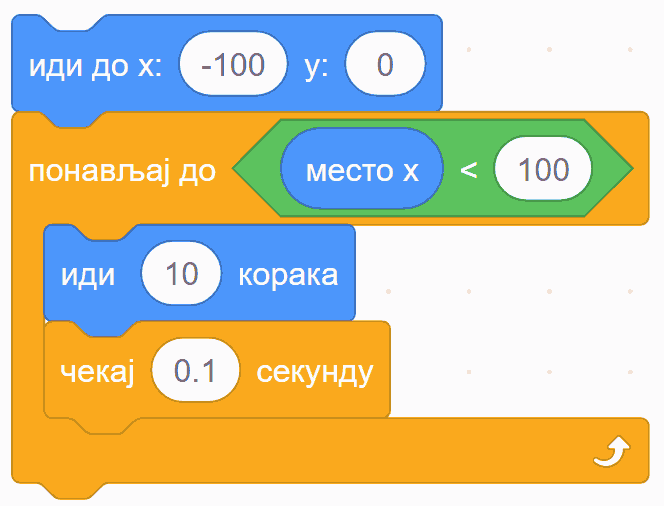 иди до x: -100 y: 0
понављај до место x < 100
иди 10 корака
чекај 0.1 секунду